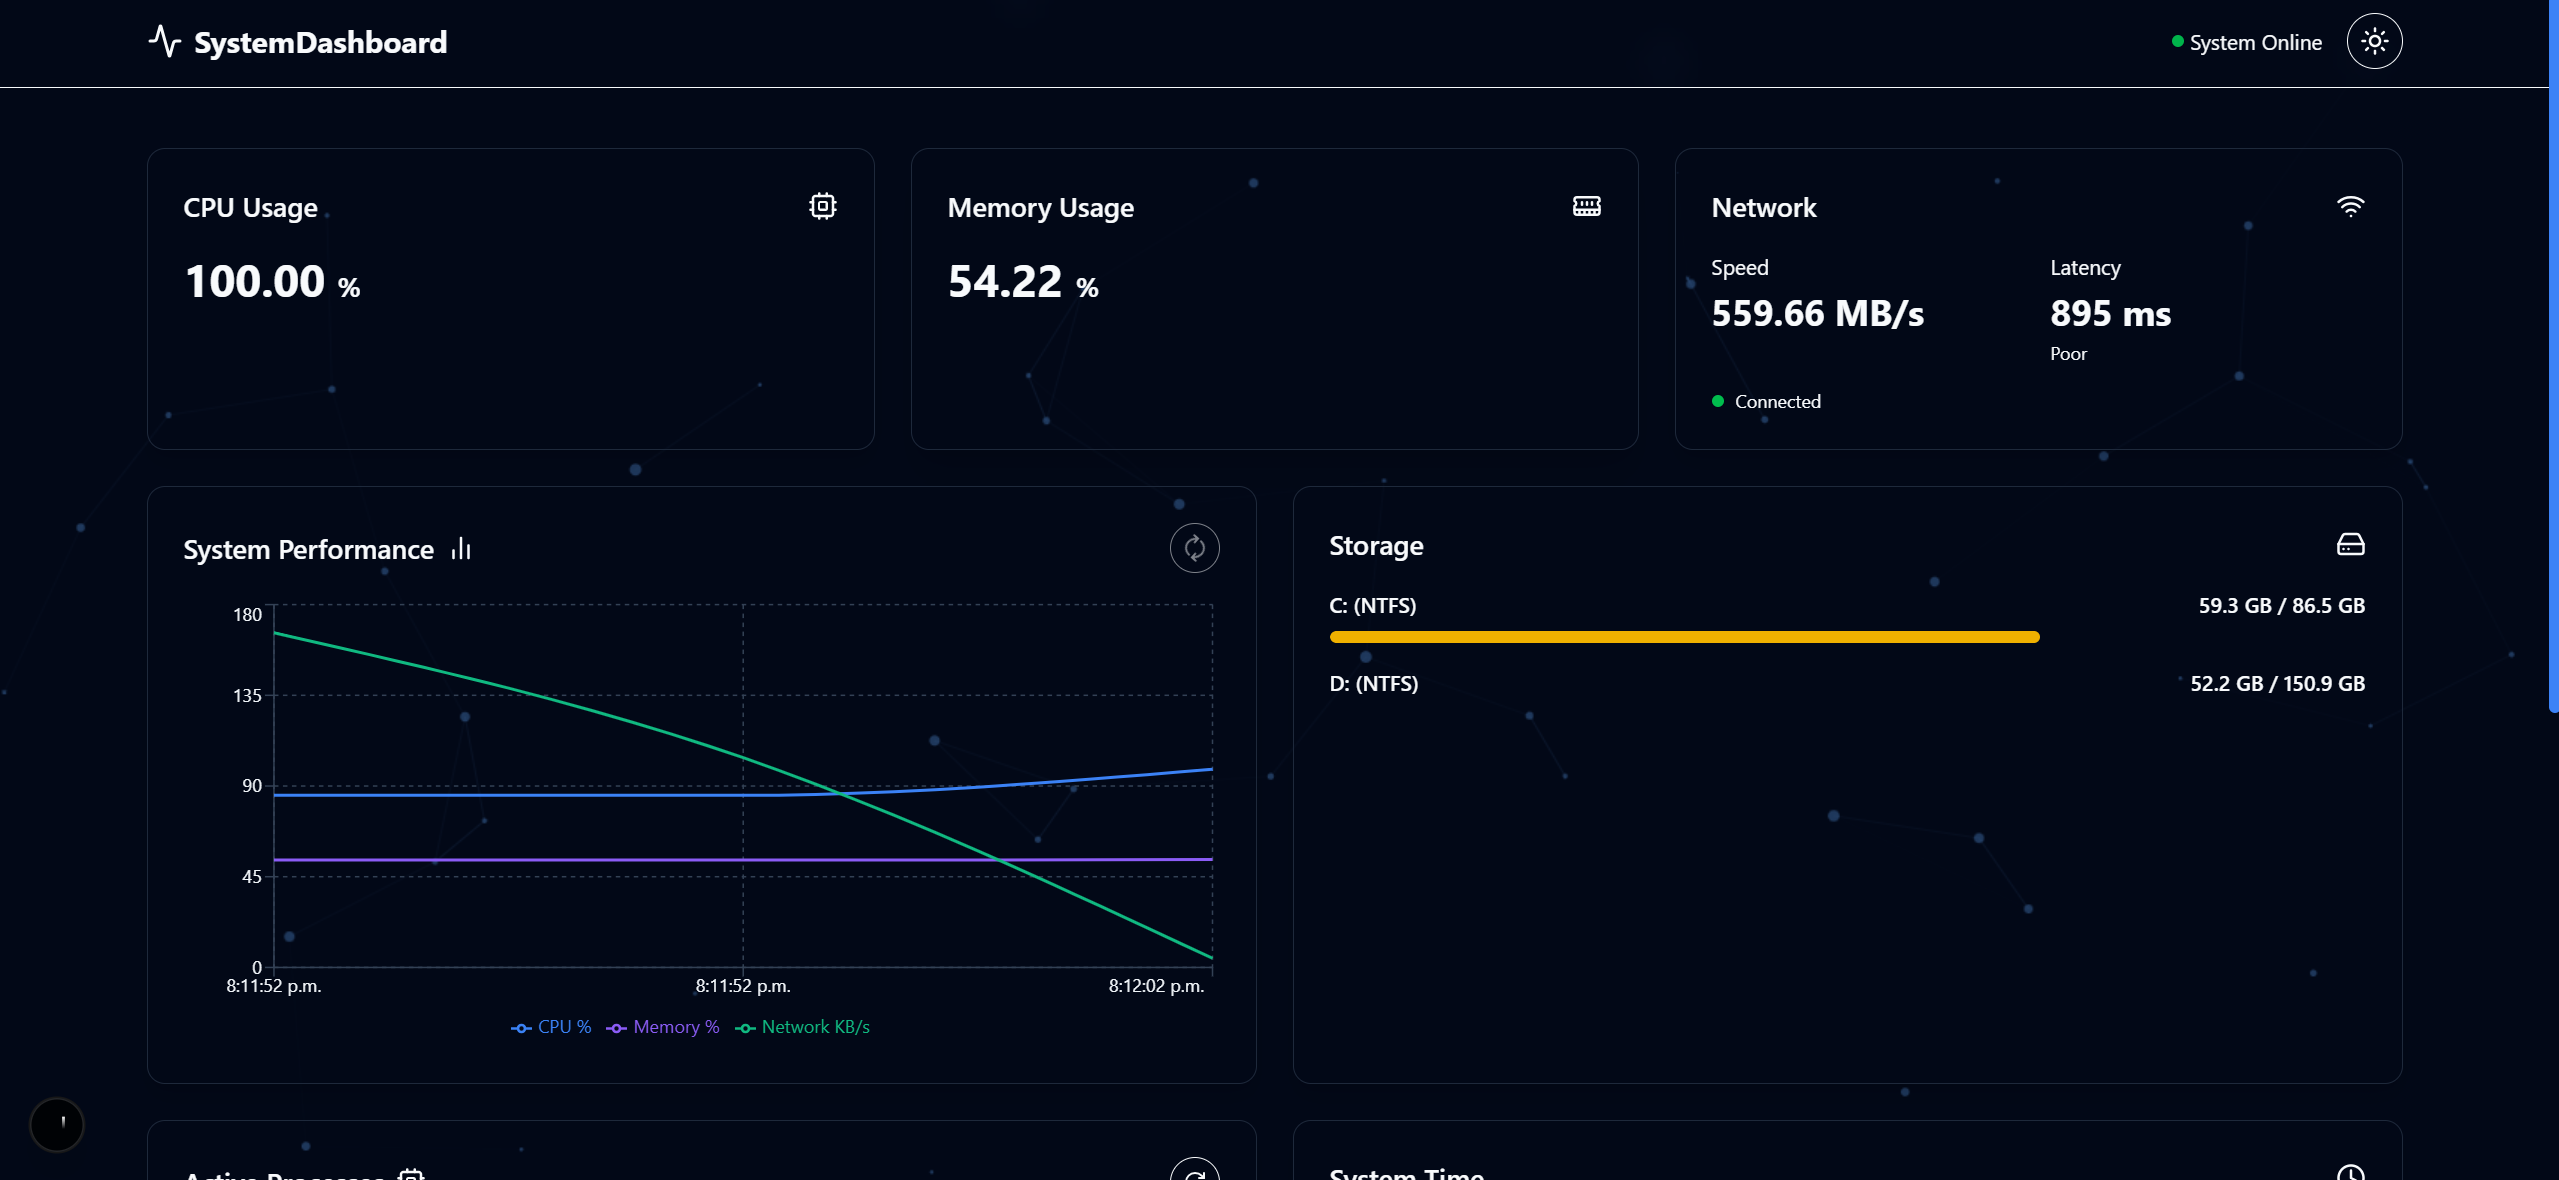 SystemDashboard
System Online
CPU Usage
100.00 %
Memory Usage
54.22 %
Network
Speed
559.66 MB/s
Latency
895 ms
Poor
Connected
System Performance
180
135
90
45
0
8:11:52 p.m.
8:11:52 p.m.
8:12:02 p.m.
CPU %
Memory %
Network KB/s
Storage
C: (NTFS)
59.3 GB / 86.5 GB
D: (NTFS)
52.2 GB / 150.9 GB
Active Processes
System Time